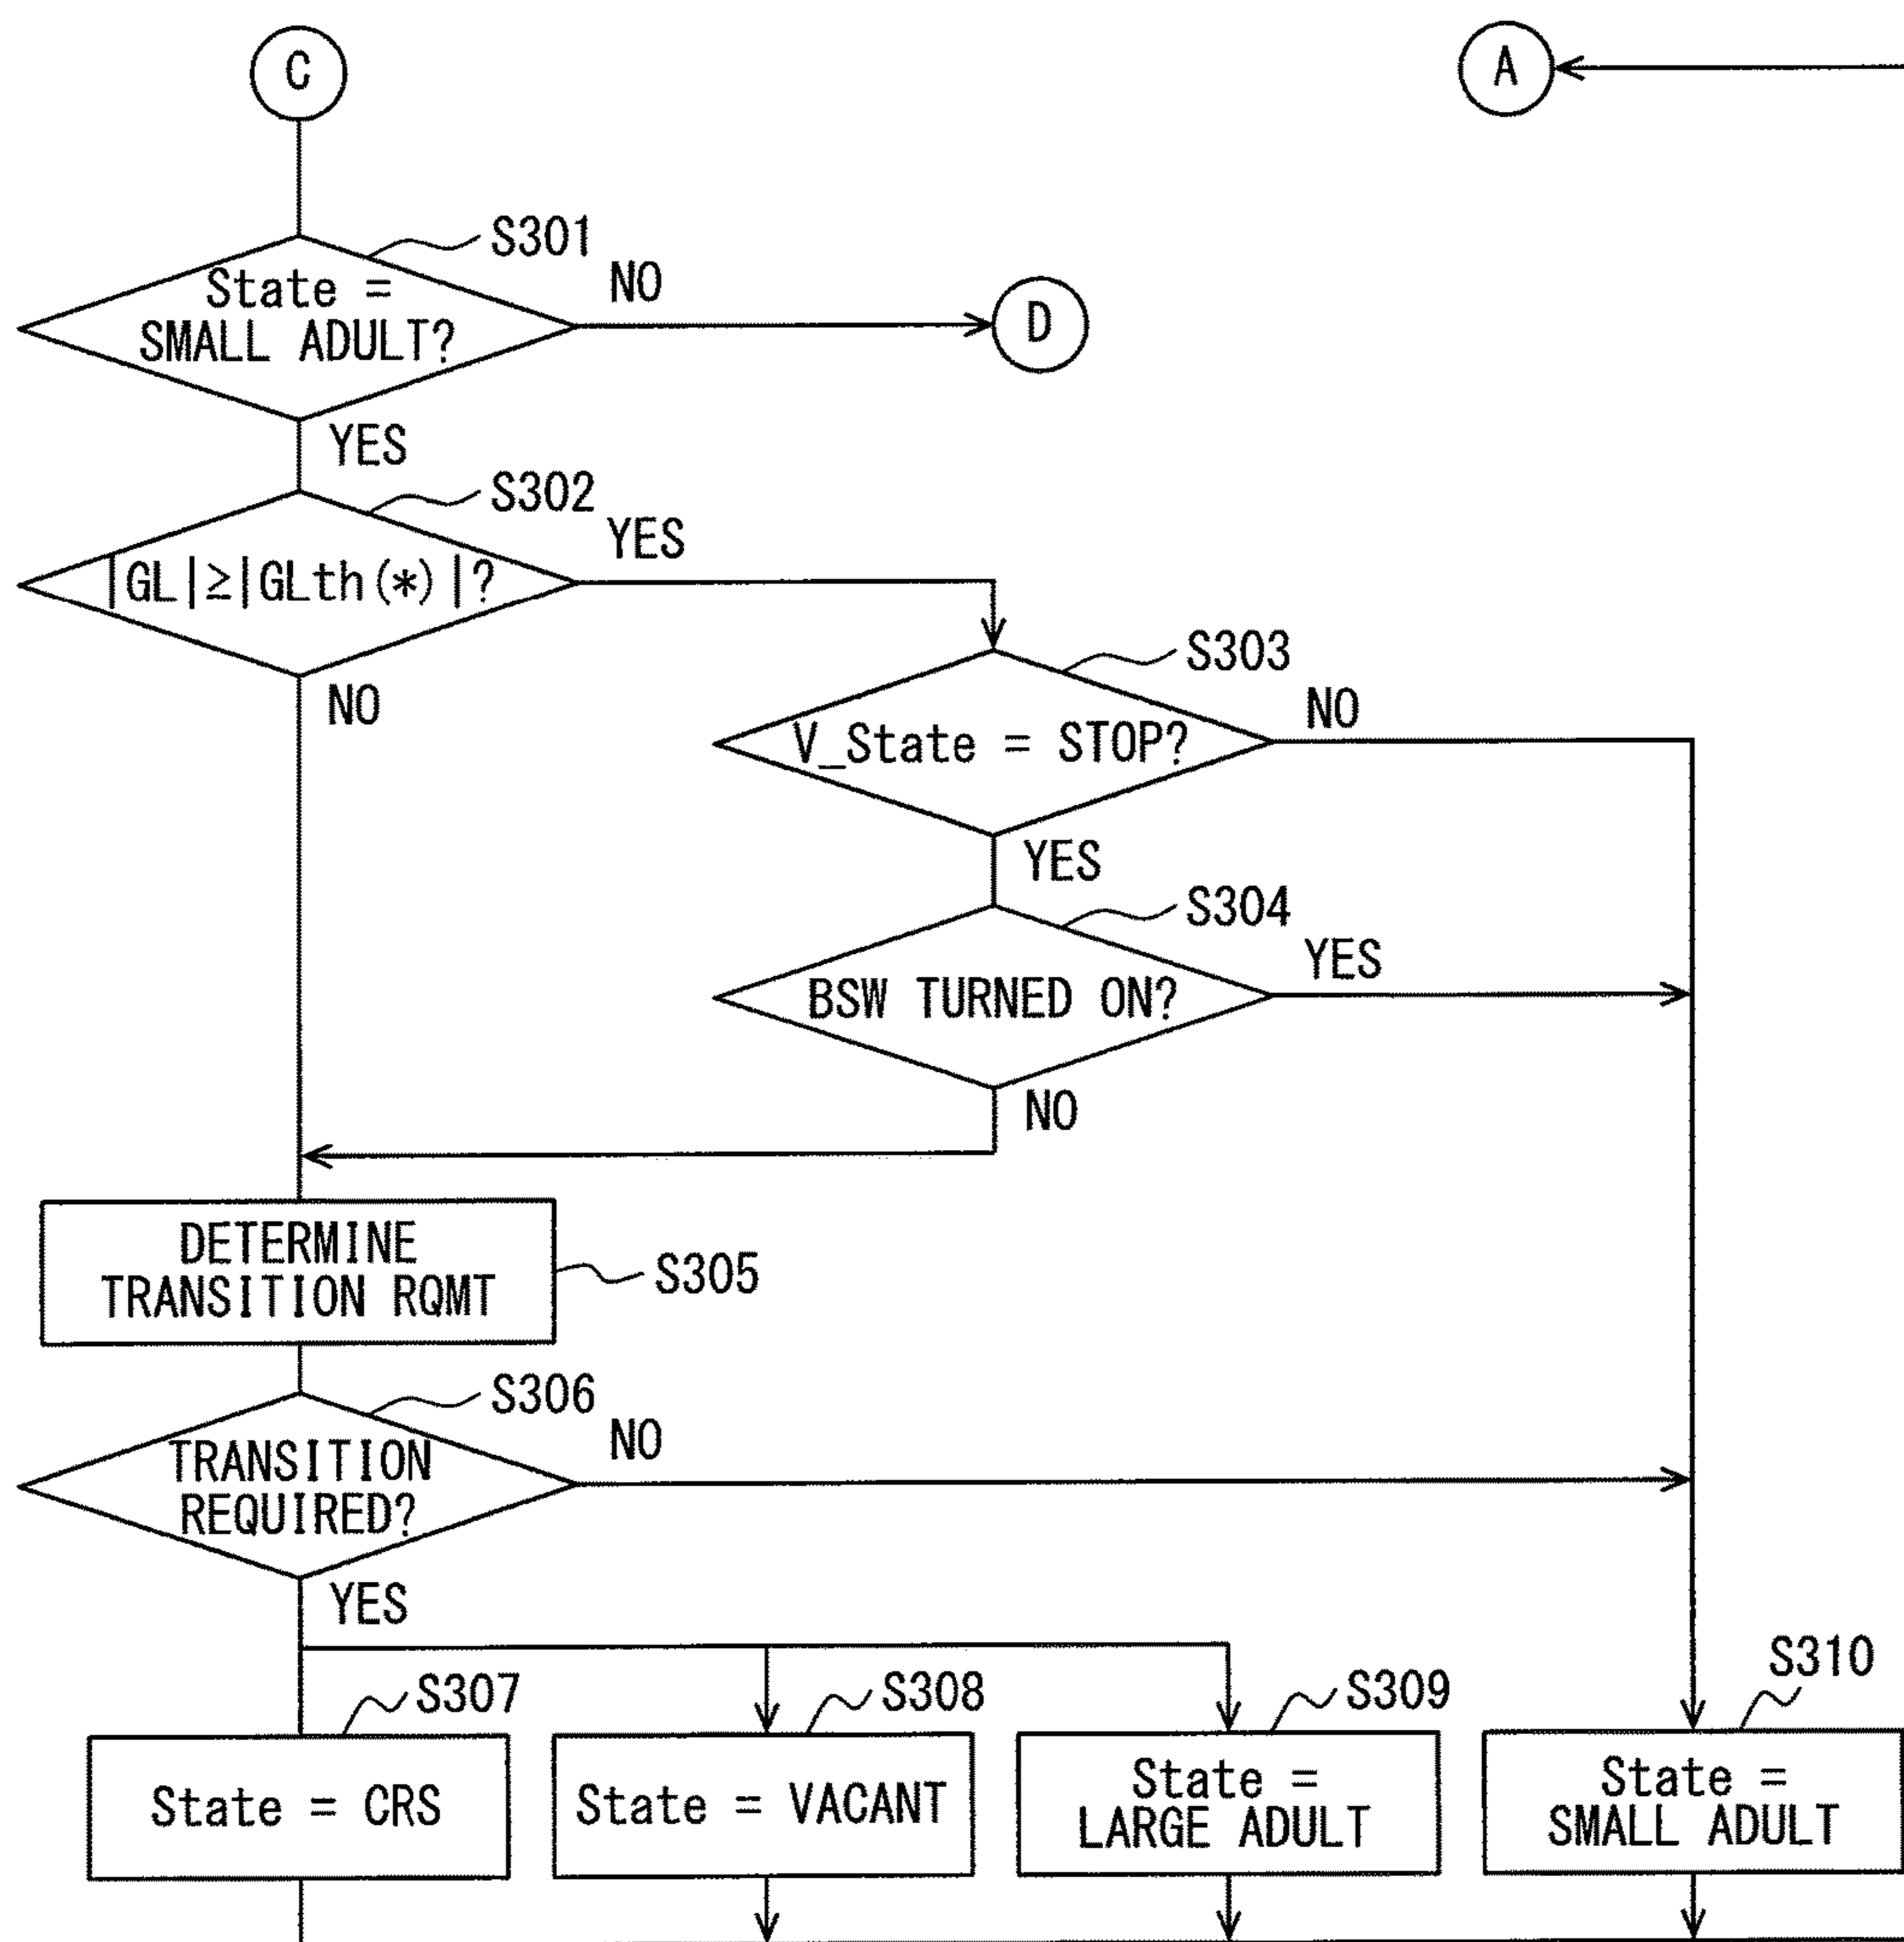 C
A
S301
State =
SMALL ADULT?
NO
D
YES
S302
|GL|≥|GLth(*)|?
YES
NO
S303
V_State = STOP?
NO
YES
S304
BSW TURNED ON?
YES
NO
DETERMINE
TRANSITION RQMT
S305
S306
TRANSITION
REQUIRED?
NO
YES
S307
State = CRS
S308
State = VACANT
S309
State =
LARGE ADULT
S310
State =
SMALL ADULT